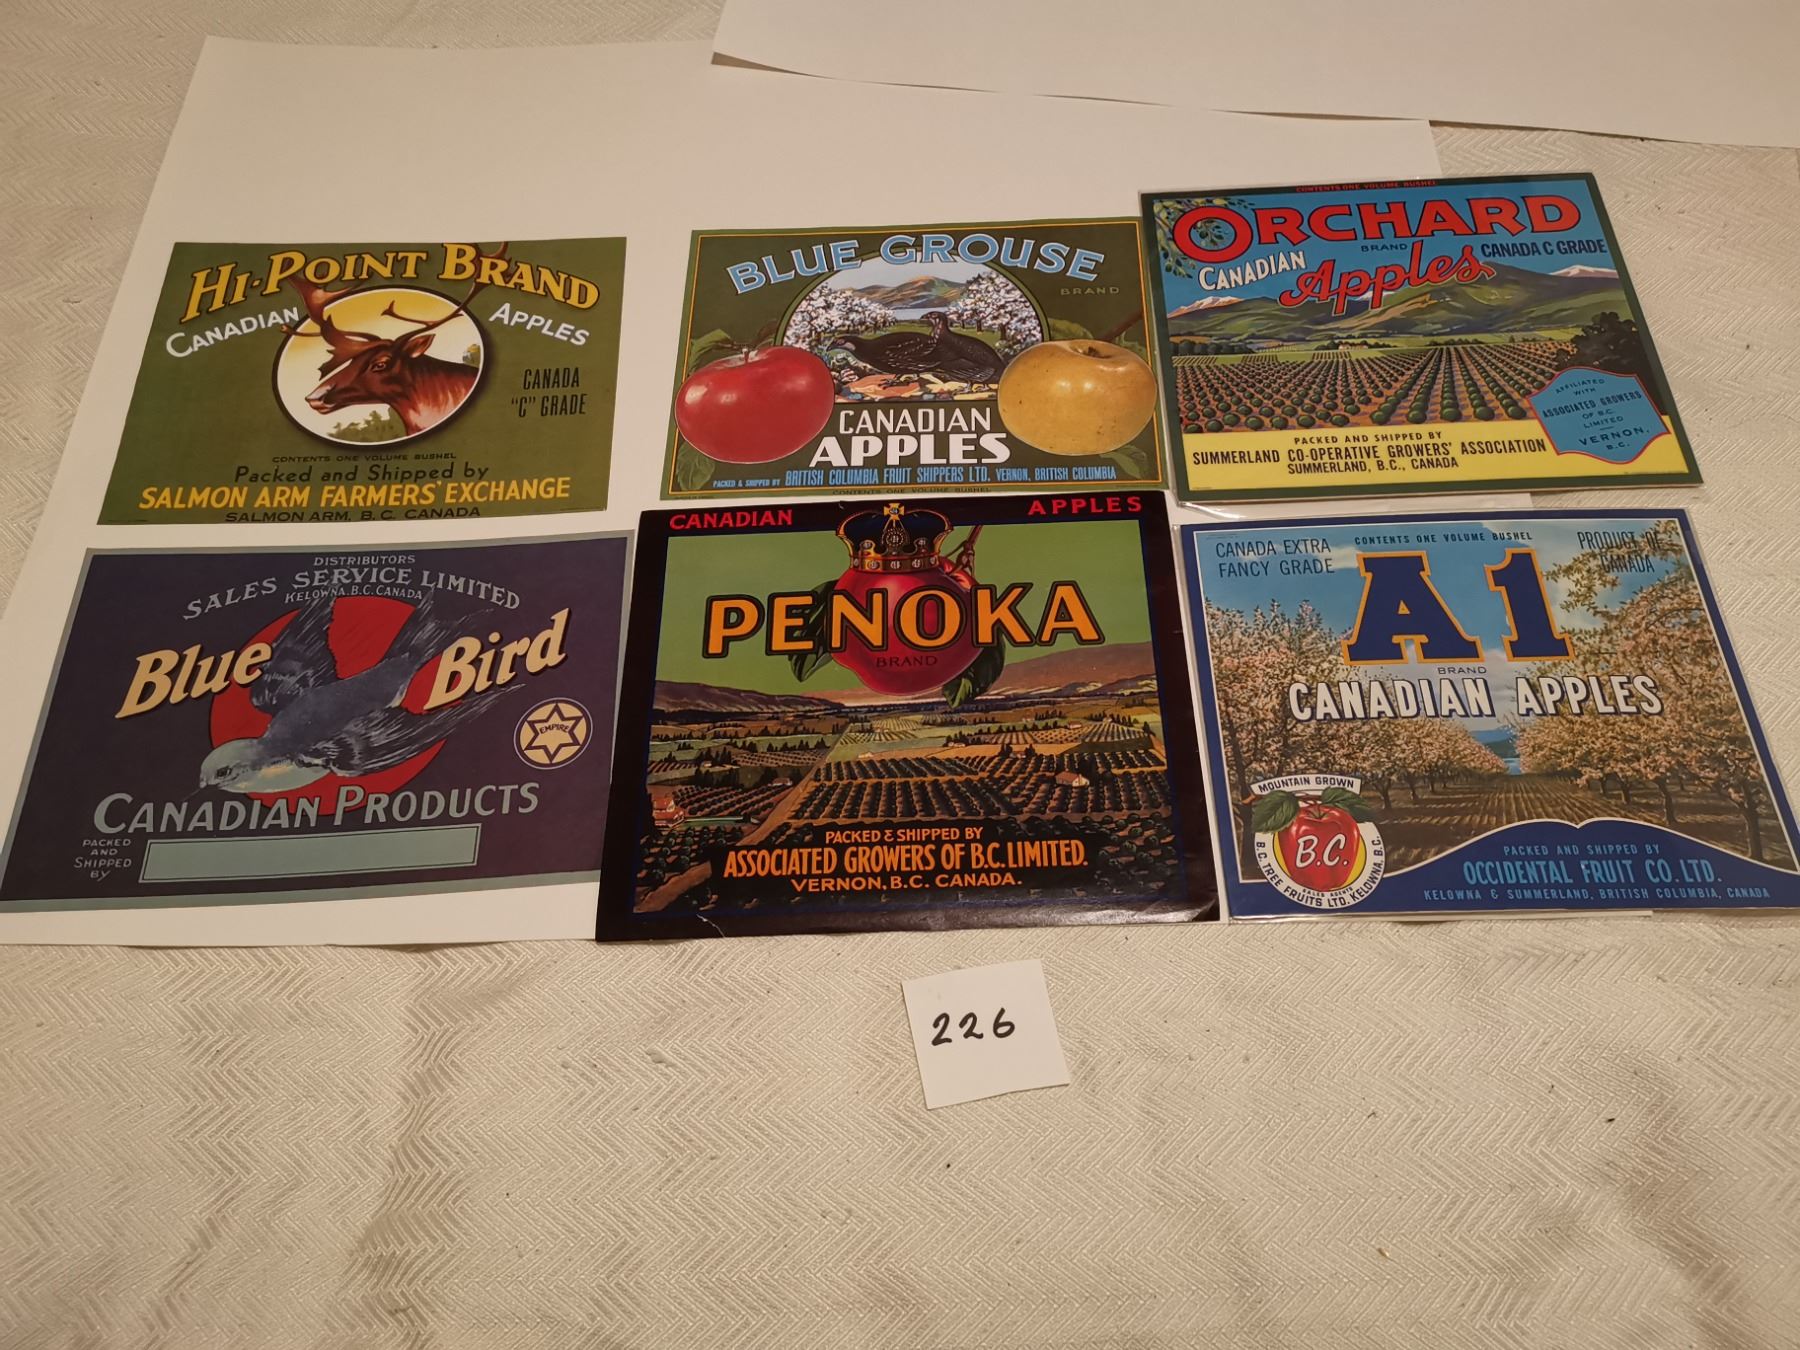 HI-POINT BRAND
CANADIAN APPLES
CANADA
"C" GRADE
CONTENTS ONE VOLUME BUSHEL
Packed and Shipped by
SALMON ARM FARMERS' EXCHANGE
SALMON ARM, B.C. CANADA
BLUE GROUSE
BRAND
CANADIAN
APPLES
PACKED & SHIPPED BY BRITISH COLUMBIA FRUIT SHIPPERS LTD. VERNON, BRITISH COLUMBIA
CONTENTS ONE VOLUME BUSHEL
CONTENTS ONE VOLUME BUSHEL
ORCHARD
BRAND
CANADIAN Apples CANADA C GRADE
AFFILIATED
WITH
ASSOCIATED GROWERS
OF B.C.
LIMITED
VERNON,
B.C.
PACKED AND SHIPPED BY
SUMMERLAND CO-OPERATIVE GROWERS' ASSOCIATION
SUMMERLAND, B.C., CANADA
DISTRIBUTORS
SALES SERVICE LIMITED
KELOWNA, B.C. CANADA
Blue Bird
EMPIRE
CANADIAN PRODUCTS
PACKED
AND
SHIPPED
BY
CANADIAN APPLES
PENOKA
BRAND
PACKED & SHIPPED BY
ASSOCIATED GROWERS OF B.C. LIMITED.
VERNON, B.C. CANADA.
CANADA EXTRA
FANCY GRADE
CONTENTS ONE VOLUME BUSHEL
PRODUCT OF
CANADA
A1
BRAND
CANADIAN APPLES
MOUNTAIN GROWN
B.C.
B.C. TREE FRUITS LTD. KELOWNA, B.C.
SALES AGENTS
PACKED AND SHIPPED BY
OCCIDENTAL FRUIT CO. LTD.
KELOWNA & SUMMERLAND, BRITISH COLUMBIA, CANADA
226